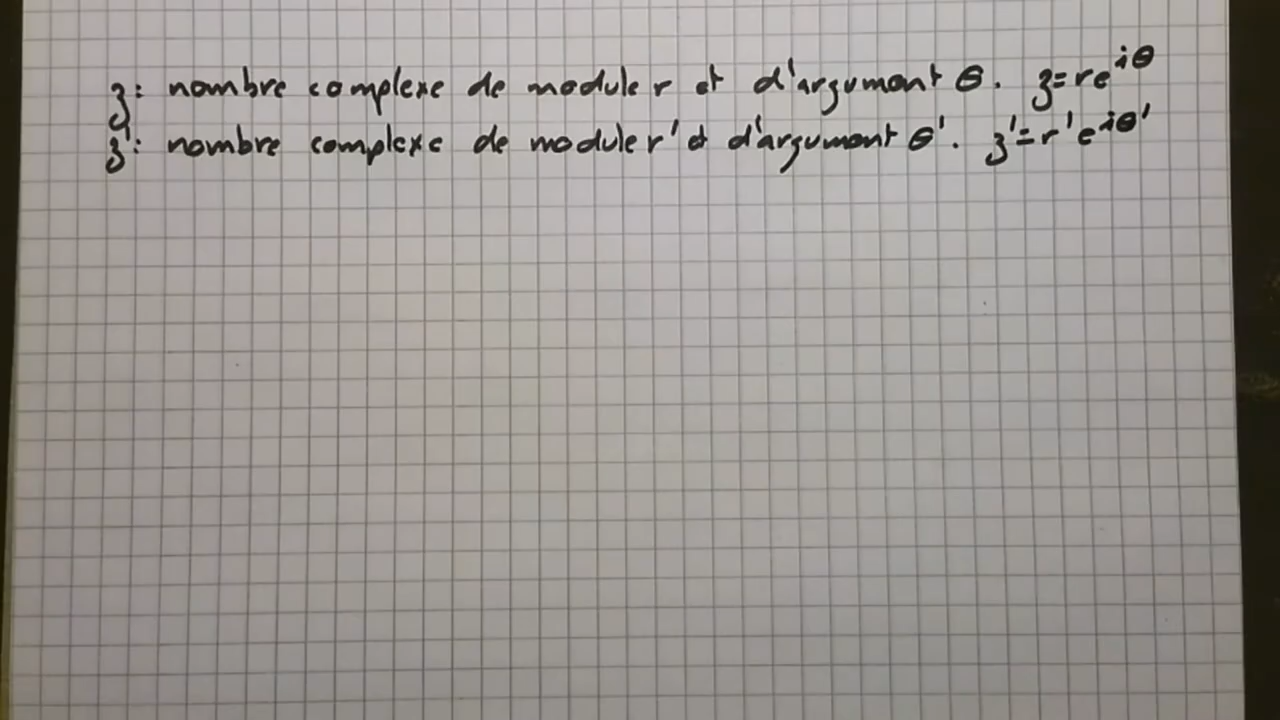 z: nombre complexe de module r et d'argument θ. z=re^{iθ}
z': nombre complexe de module r' et d'argument θ'. z'=r'e^{iθ'}